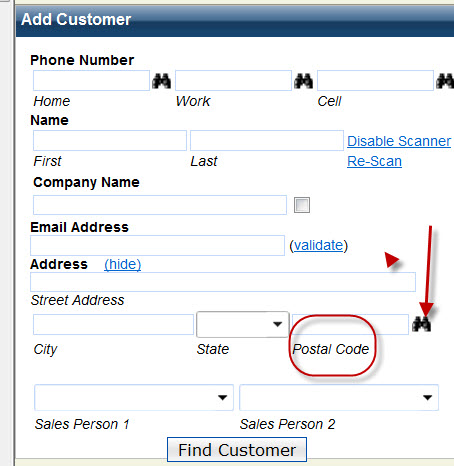 Add Customer
Phone Number
Home Work Cell
Name
Disable Scanner
First Last Re-Scan
Company Name
Email Address
(validate)
Address (hide)
Street Address
City State Postal Code
Sales Person 1 Sales Person 2
Find Customer